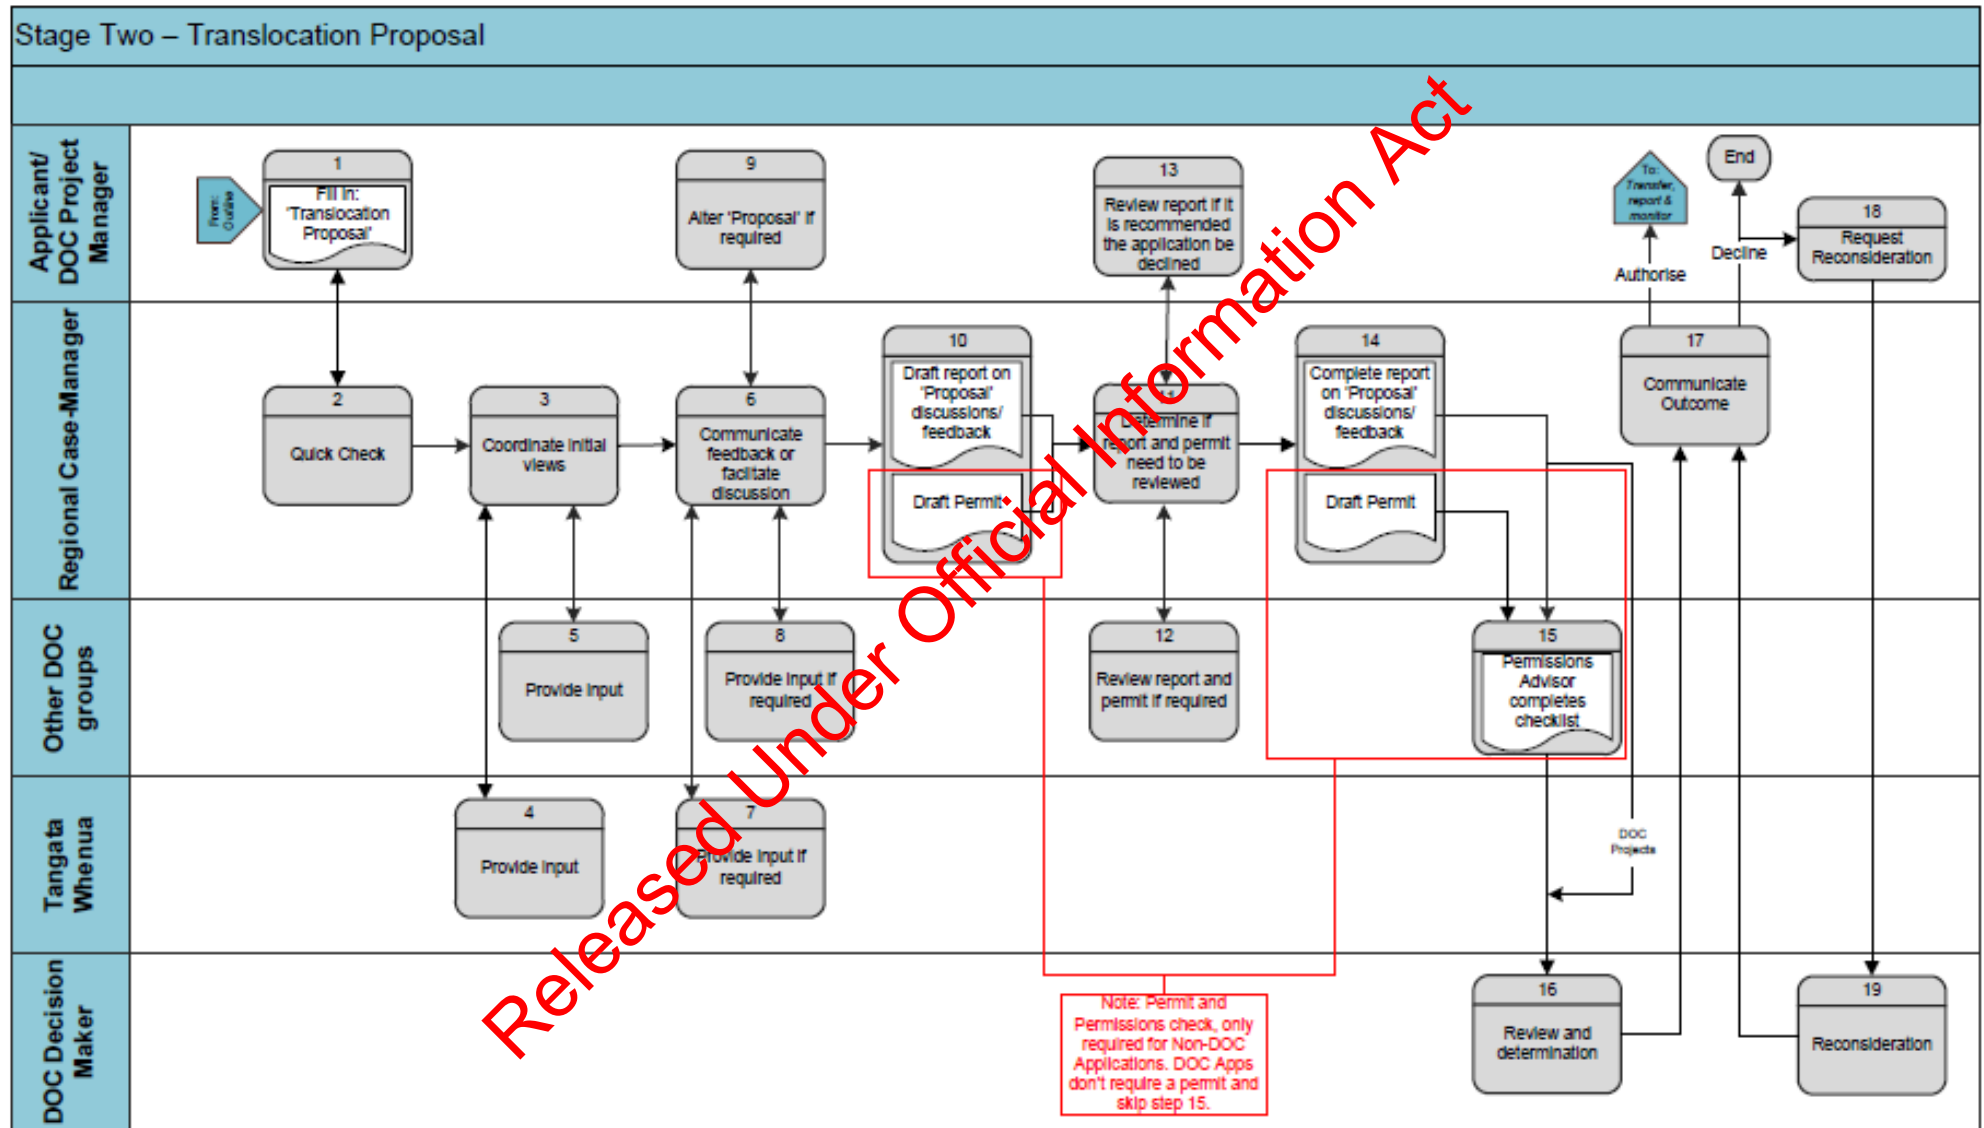 Stage Two – Translocation Proposal
Applicant/
DOC Project
Manager
From:
Outline
1
Fill in:
'Translocation
Proposal'
9
Alter 'Proposal' if
required
13
Review report if it
is recommended
the application be
declined
To:
Transfer,
report &
monitor
Authorise
End
Decline
18
Request
Reconsideration
Regional Case-Manager
2
Quick Check
3
Coordinate initial
views
6
Communicate
feedback or
facilitate
discussion
10
Draft report on
'Proposal'
discussions/
feedback
Draft Permit
11
Determine if
report and permit
need to be
reviewed
14
Complete report
on 'Proposal'
discussions/
feedback
Draft Permit
17
Communicate
Outcome
Other DOC
groups
5
Provide input
8
Provide input if
required
12
Review report and
permit if required
15
Permissions
Advisor
completes
checklist
Tangata
Whenua
4
Provide input
7
Provide input if
required
DOC
Projects
DOC Decision
Maker
Note: Permit and
Permissions check, only
required for Non-DOC
Applications. DOC Apps
don't require a permit and
skip step 15.
16
Review and
determination
19
Reconsideration
Released Under Official Information Act